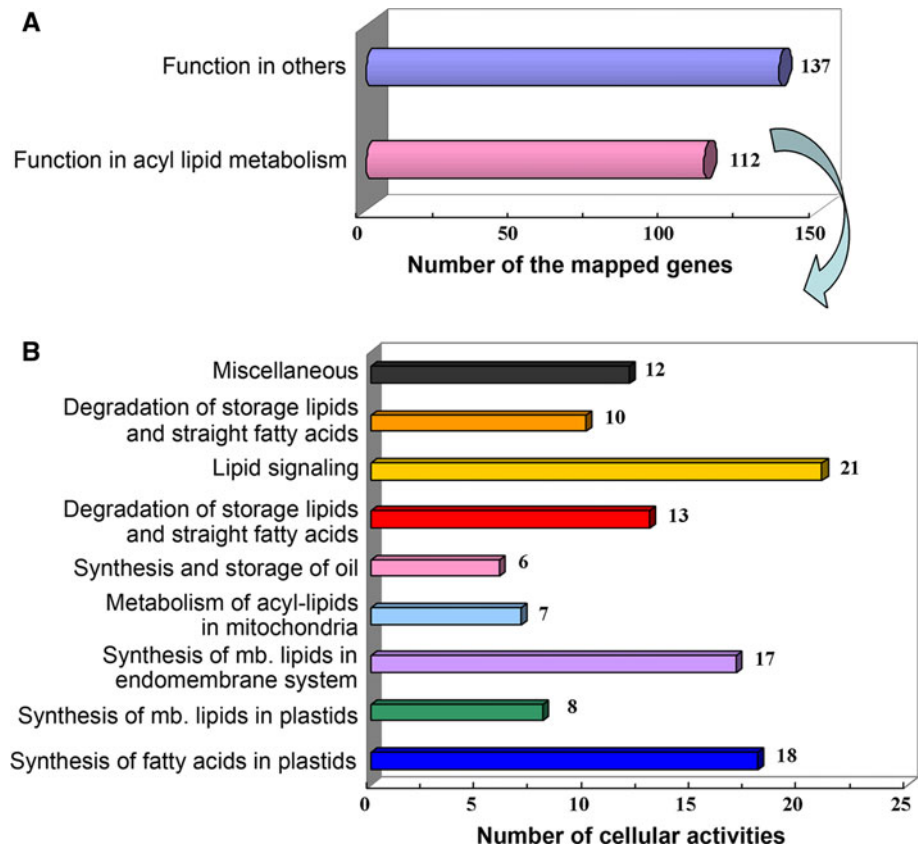 A
Function in others
137
Function in acyl lipid metabolism
112
0 50 100 150
Number of the mapped genes
B
Miscellaneous
12
Degradation of storage lipids
and straight fatty acids
10
Lipid signaling
21
Degradation of storage lipids
and straight fatty acids
13
Synthesis and storage of oil
6
Metabolism of acyl-lipids
in mitochondria
7
Synthesis of mb. lipids in
endomembrane system
17
Synthesis of mb. lipids in plastids
8
Synthesis of fatty acids in plastids
18
0 5 10 15 20 25
Number of cellular activities